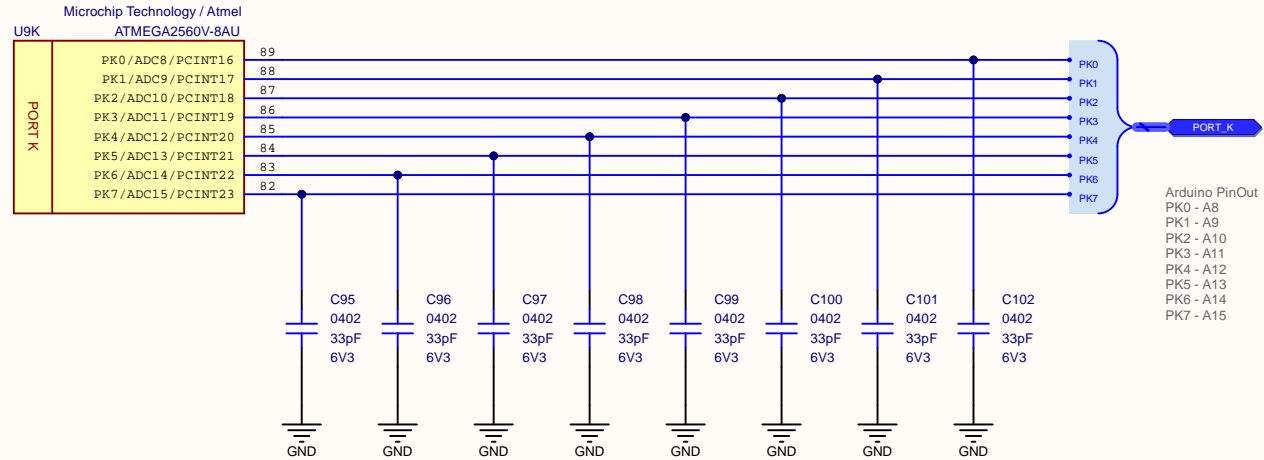 Microchip Technology / Atmel
U9K
ATMEGA2560V-8AU
PORT K
PK0/ADC8/PCINT16 89
PK1/ADC9/PCINT17 88
PK2/ADC10/PCINT18 87
PK3/ADC11/PCINT19 86
PK4/ADC12/PCINT20 85
PK5/ADC13/PCINT21 84
PK6/ADC14/PCINT22 83
PK7/ADC15/PCINT23 82
PK0
PK1
PK2
PK3
PK4
PK5
PK6
PK7
PORT_K
Arduino PinOut
PK0 - A8
PK1 - A9
PK2 - A10
PK3 - A11
PK4 - A12
PK5 - A13
PK6 - A14
PK7 - A15
C95
0402
33pF
6V3
C96
0402
33pF
6V3
C97
0402
33pF
6V3
C98
0402
33pF
6V3
C99
0402
33pF
6V3
C100
0402
33pF
6V3
C101
0402
33pF
6V3
C102
0402
33pF
6V3
GND
GND
GND
GND
GND
GND
GND
GND